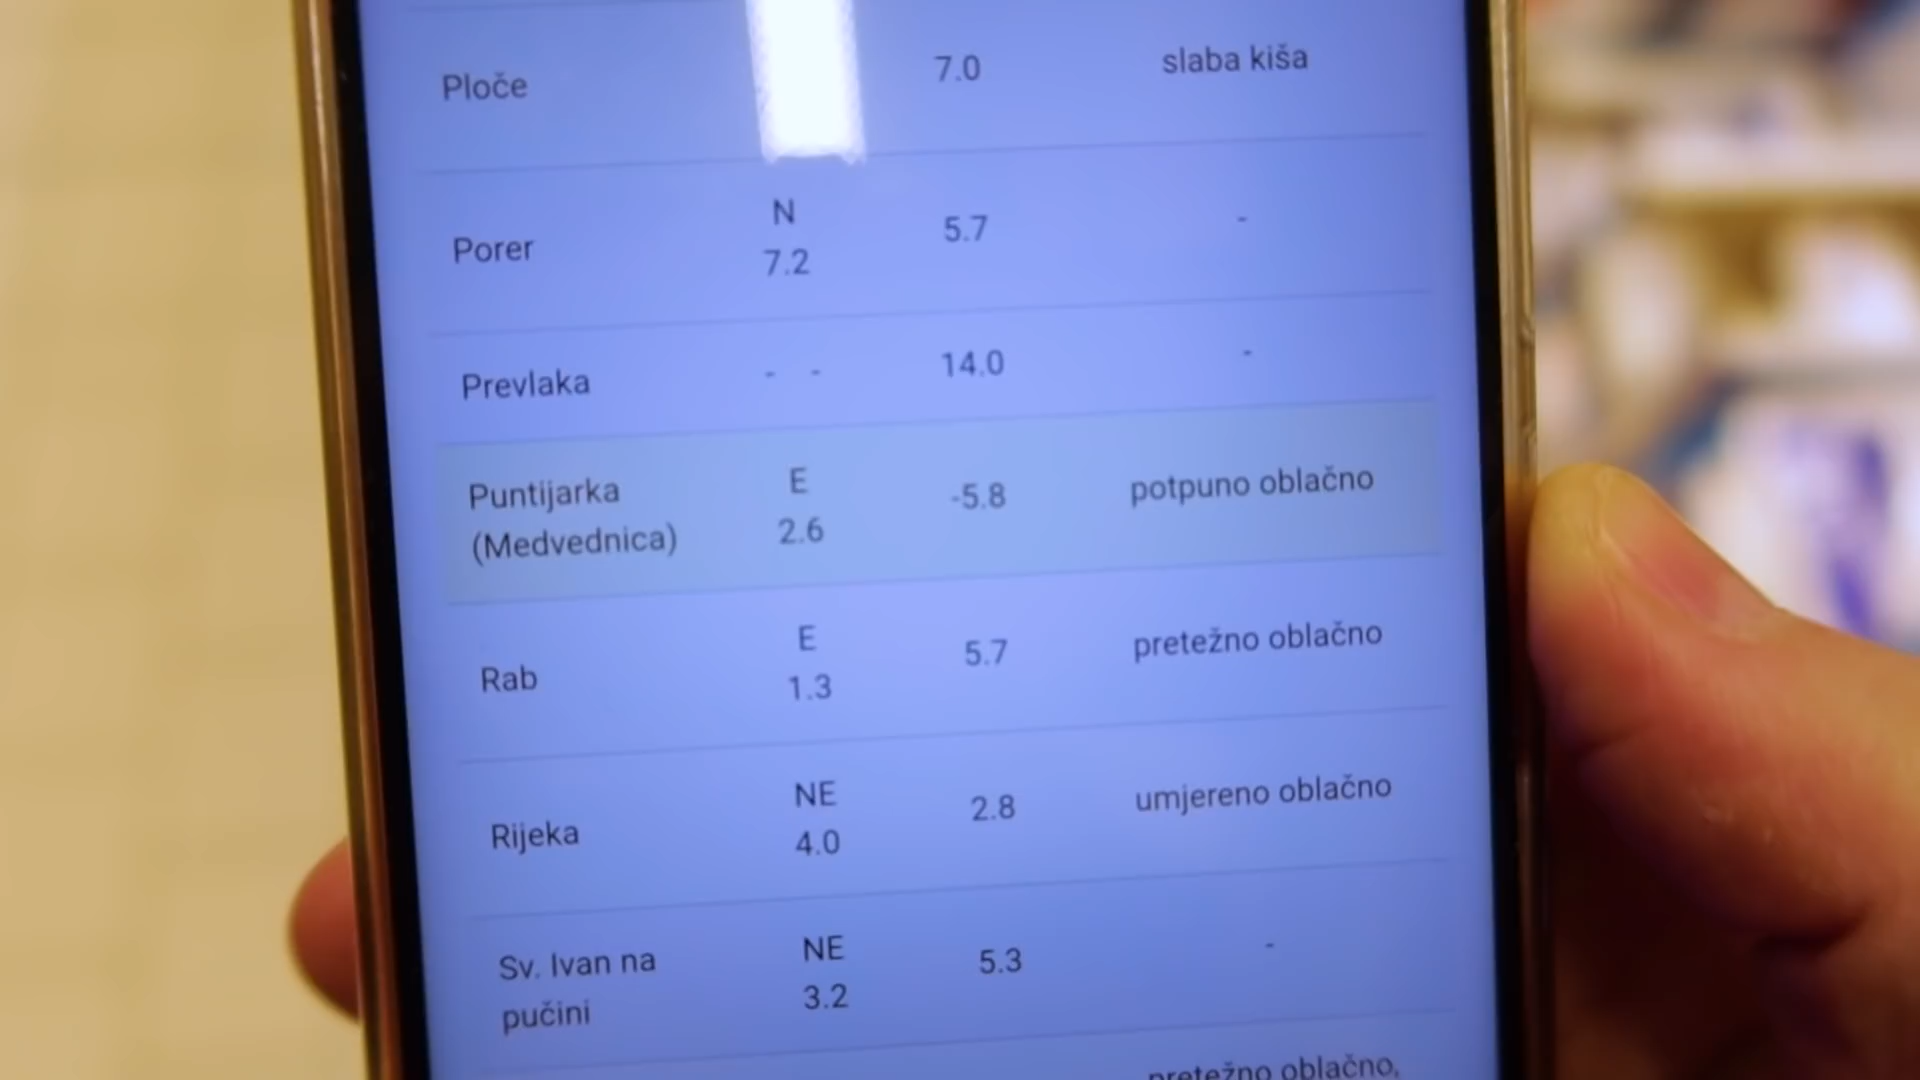 Ploče 7.0 slaba kiša
N
Porer 5.7 -
7.2
Prevlaka - - 14.0 -
Puntijarka E
(Medvednica) 2.6 -5.8 potpuno oblačno
E
Rab 5.7 pretežno oblačno
1.3
NE
Rijeka 2.8 umjereno oblačno
4.0
Sv. Ivan na NE 5.3 -
pučini 3.2
pretežno oblačno,